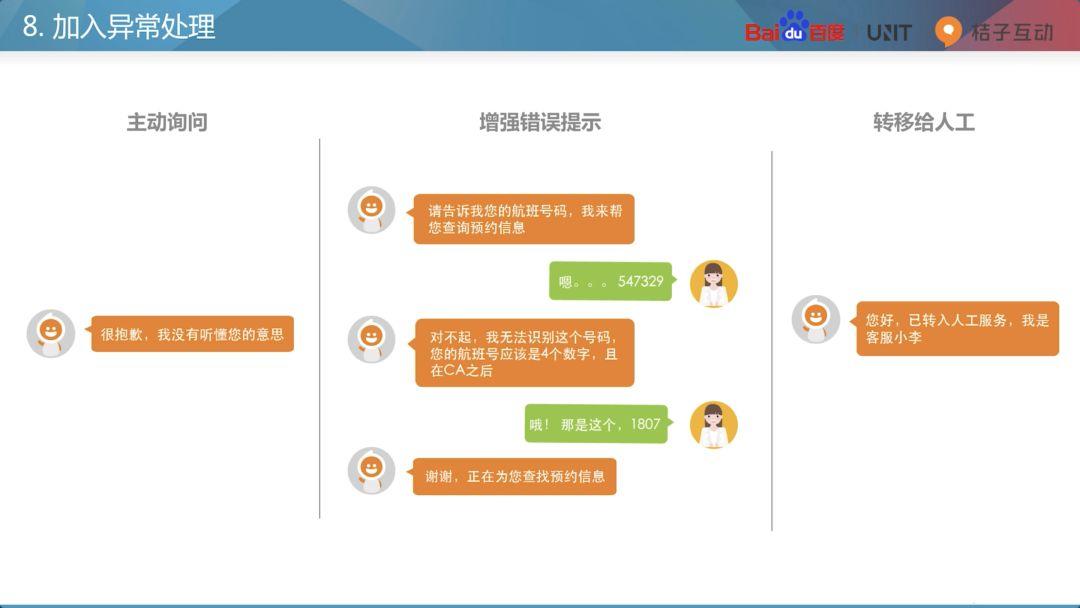 8. 加入异常处理
Bai du 百度 UNIT 桔子互动
主动询问
很抱歉，我没有听懂您的意思
增强错误提示
请告诉我您的航班号码，我来帮
您查询预约信息
嗯。。。 547329
对不起，我无法识别这个号码，
您的航班号应该是4个数字，且
在CA之后
哦！ 那是这个，1807
谢谢，正在为您查找预约信息
转移给人工
您好，已转入人工服务，我是
客服小李